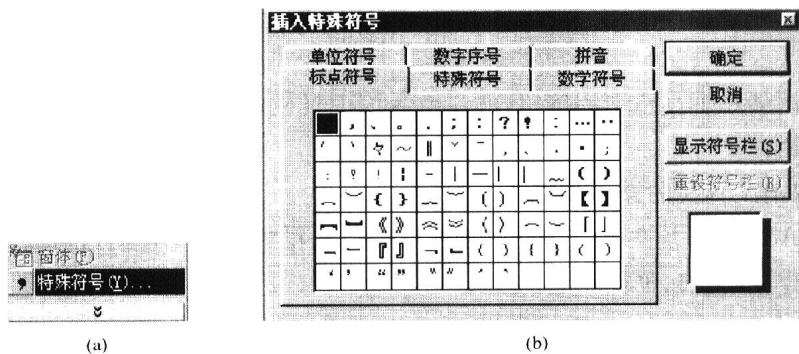 插入特殊符号
单位符号 数字序号 拼音
标点符号 特殊符号 数学符号
确定
取消
显示符号栏(S)
重设符号栏(R)
， 、 。 . ； ： ？ ！
《 》
【 】
『 』
窗体(F)
特殊符号(Y)...
(a)
(b)